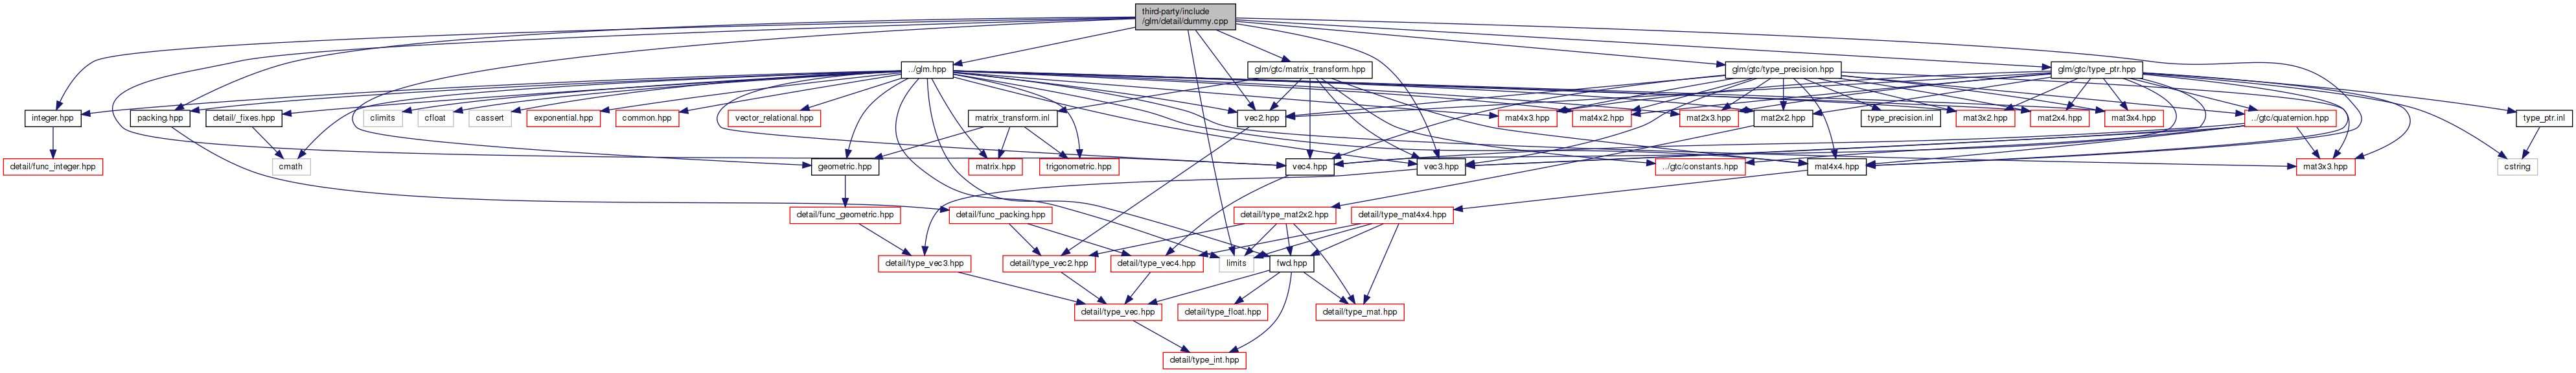 third-party/include
/glm/detail/dummy.cpp
../glm.hpp
glm/gtc/matrix_transform.hpp
glm/gtc/type_precision.hpp
glm/gtc/type_ptr.hpp
integer.hpp
packing.hpp
detail/_fixes.hpp
climits
cfloat
cassert
exponential.hpp
common.hpp
vector_relational.hpp
matrix_transform.inl
vec2.hpp
mat4x3.hpp
mat4x2.hpp
mat2x3.hpp
mat2x2.hpp
type_precision.inl
mat3x2.hpp
mat2x4.hpp
mat3x4.hpp
../gtc/quaternion.hpp
type_ptr.inl
detail/func_integer.hpp
cmath
geometric.hpp
matrix.hpp
trigonometric.hpp
vec4.hpp
vec3.hpp
../gtc/constants.hpp
mat4x4.hpp
mat3x3.hpp
cstring
detail/func_geometric.hpp
detail/func_packing.hpp
detail/type_mat2x2.hpp
detail/type_mat4x4.hpp
detail/type_vec3.hpp
detail/type_vec2.hpp
detail/type_vec4.hpp
limits
fwd.hpp
detail/type_vec.hpp
detail/type_float.hpp
detail/type_mat.hpp
detail/type_int.hpp